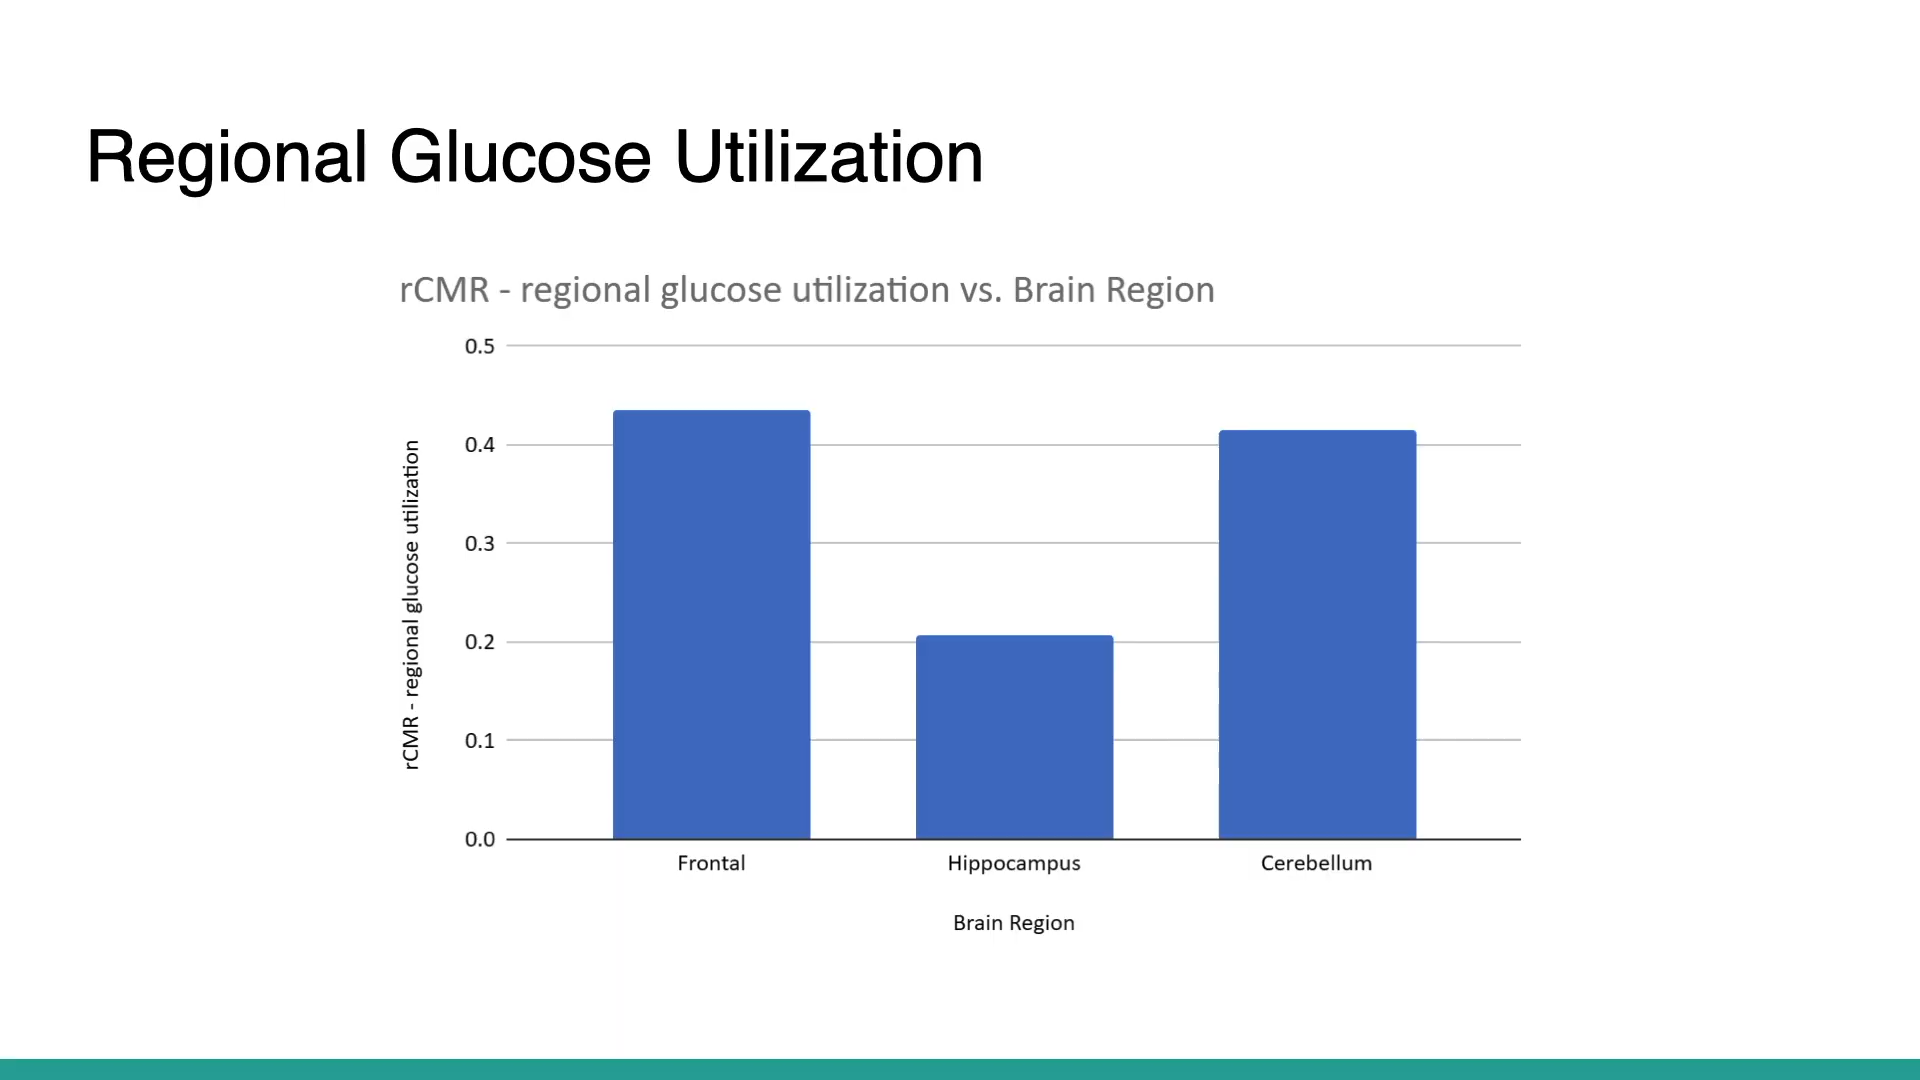 Regional Glucose Utilization
rCMR - regional glucose utilization vs. Brain Region
rCMR - regional glucose utilization
0.5
0.4
0.3
0.2
0.1
0.0
Frontal Hippocampus Cerebellum
Brain Region